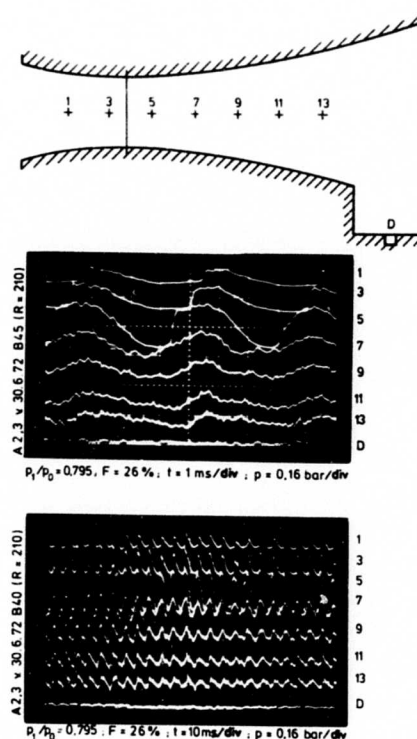 1 3 5 7 9 11 13
D
A 2,3 v 30.6.72 B45 (R = 210)
1
3
5
7
9
11
13
D
p₁/p₀ = 0,795, F = 26 % ; t = 1 ms/div ; p = 0,16 bar/div
A 2,3 v 30.6.72 B40 (R = 210)
1
3
5
7
9
11
13
D
p₁/p₀ = 0,795 ; F = 26 % ; t = 10 ms/div ; p = 0,16 bar/div